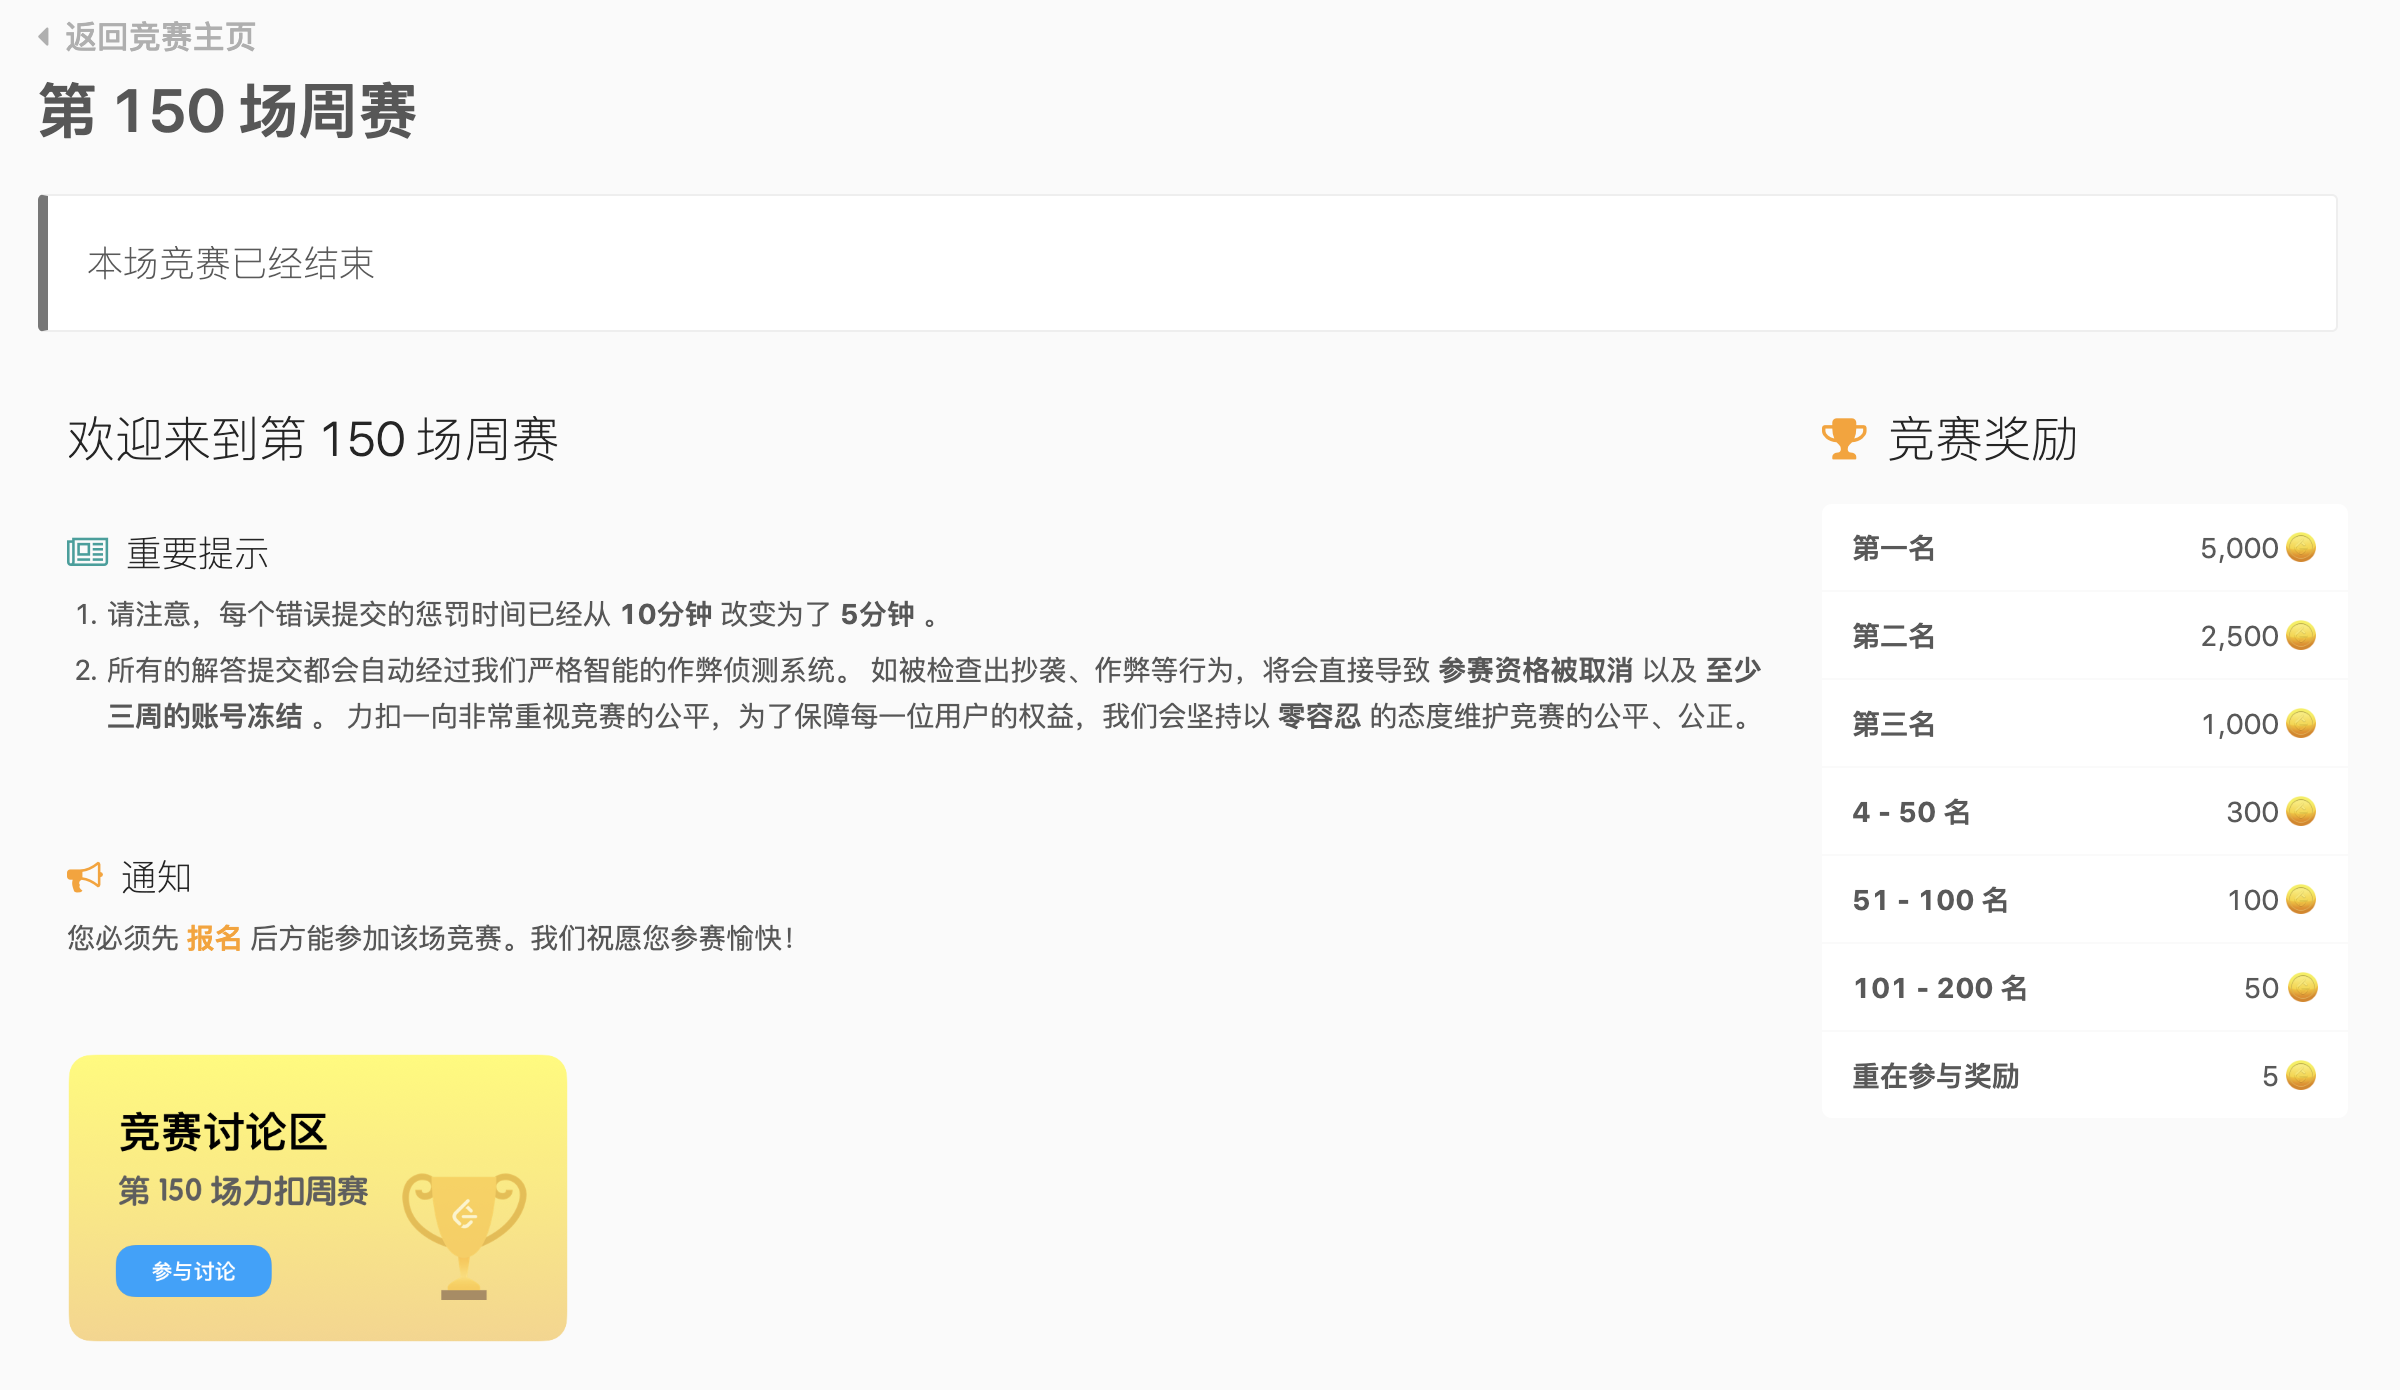 返回竞赛主页
第 150 场周赛
本场竞赛已经结束
欢迎来到第 150 场周赛
重要提示
1. 请注意，每个错误提交的惩罚时间已经从 10分钟 改变为了 5分钟 。
2. 所有的解答提交都会自动经过我们严格智能的作弊侦测系统。 如被检查出抄袭、作弊等行为，将会直接导致 参赛资格被取消 以及 至少
三周的账号冻结 。 力扣一向非常重视竞赛的公平，为了保障每一位用户的权益，我们会坚持以 零容忍 的态度维护竞赛的公平、公正。
通知
您必须先 报名 后方能参加该场竞赛。我们祝愿您参赛愉快！
竞赛讨论区
第 150 场力扣周赛
参与讨论
竞赛奖励
第一名 5,000
第二名 2,500
第三名 1,000
4 - 50 名 300
51 - 100 名 100
101 - 200 名 50
重在参与奖励 5